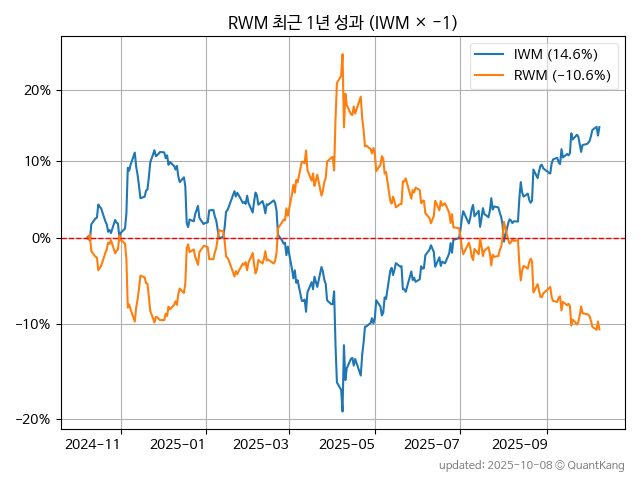 RWM 최근 1년 성과 (IWM × −1)
IWM (14.6%)
RWM (−10.6%)
20%
10%
0%
−10%
−20%
2024-11
2025-01
2025-03
2025-05
2025-07
2025-09
updated: 2025-10-08 ⓒ QuantKang